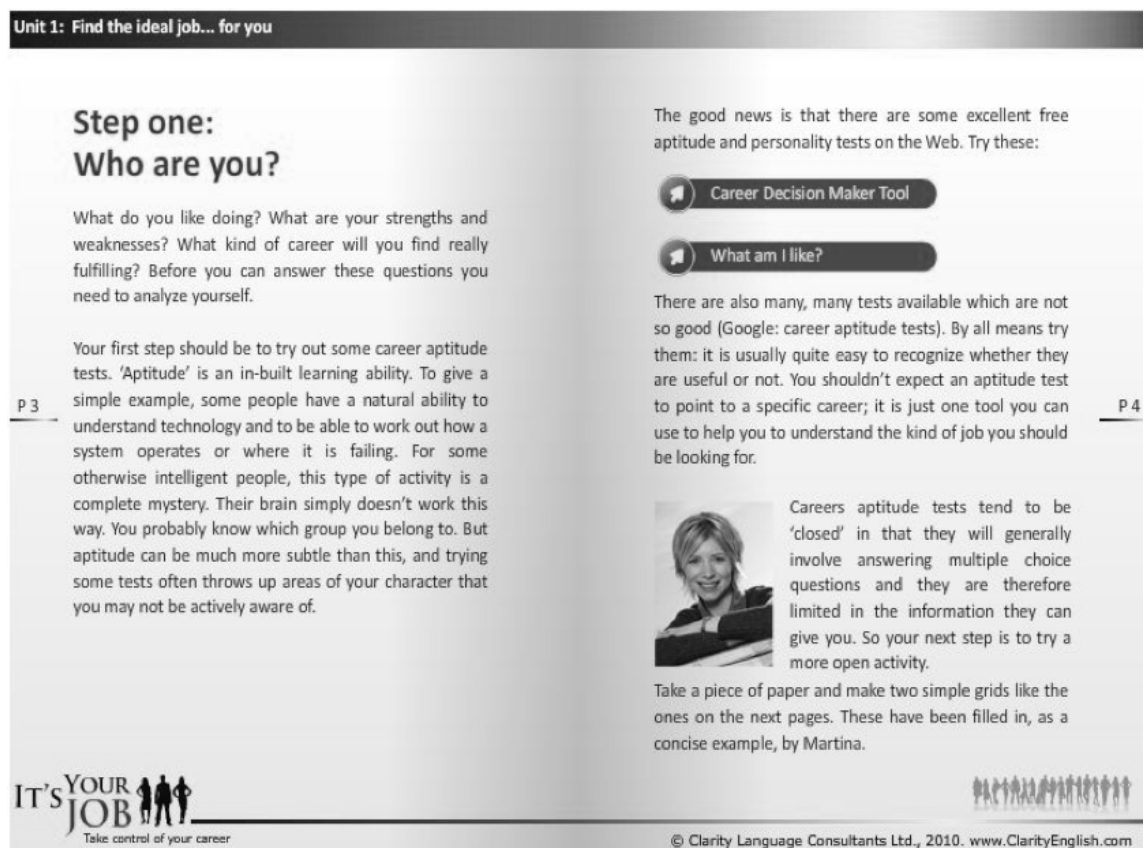 Unit 1: Find the ideal job... for you
Step one:
Who are you?
What do you like doing? What are your strengths and
weaknesses? What kind of career will you find really
fulfilling? Before you can answer these questions you
need to analyze yourself.
Your first step should be to try out some career aptitude
tests. ‘Aptitude’ is an in-built learning ability. To give a
simple example, some people have a natural ability to
understand technology and to be able to work out how a
system operates or where it is failing. For some
otherwise intelligent people, this type of activity is a
complete mystery. Their brain simply doesn’t work this
way. You probably know which group you belong to. But
aptitude can be much more subtle than this, and trying
some tests often throws up areas of your character that
you may not be actively aware of.
P 3
The good news is that there are some excellent free
aptitude and personality tests on the Web. Try these:
Career Decision Maker Tool
What am I like?
There are also many, many tests available which are not
so good (Google: career aptitude tests). By all means try
them: it is usually quite easy to recognize whether they
are useful or not. You shouldn’t expect an aptitude test
to point to a specific career; it is just one tool you can
use to help you to understand the kind of job you should
be looking for.
P 4
Careers aptitude tests tend to be
‘closed’ in that they will generally
involve answering multiple choice
questions and they are therefore
limited in the information they can
give you. So your next step is to try a
more open activity.
Take a piece of paper and make two simple grids like the
ones on the next pages. These have been filled in, as a
concise example, by Martina.
IT’S YOUR
JOB
Take control of your career
© Clarity Language Consultants Ltd., 2010. www.ClarityEnglish.com